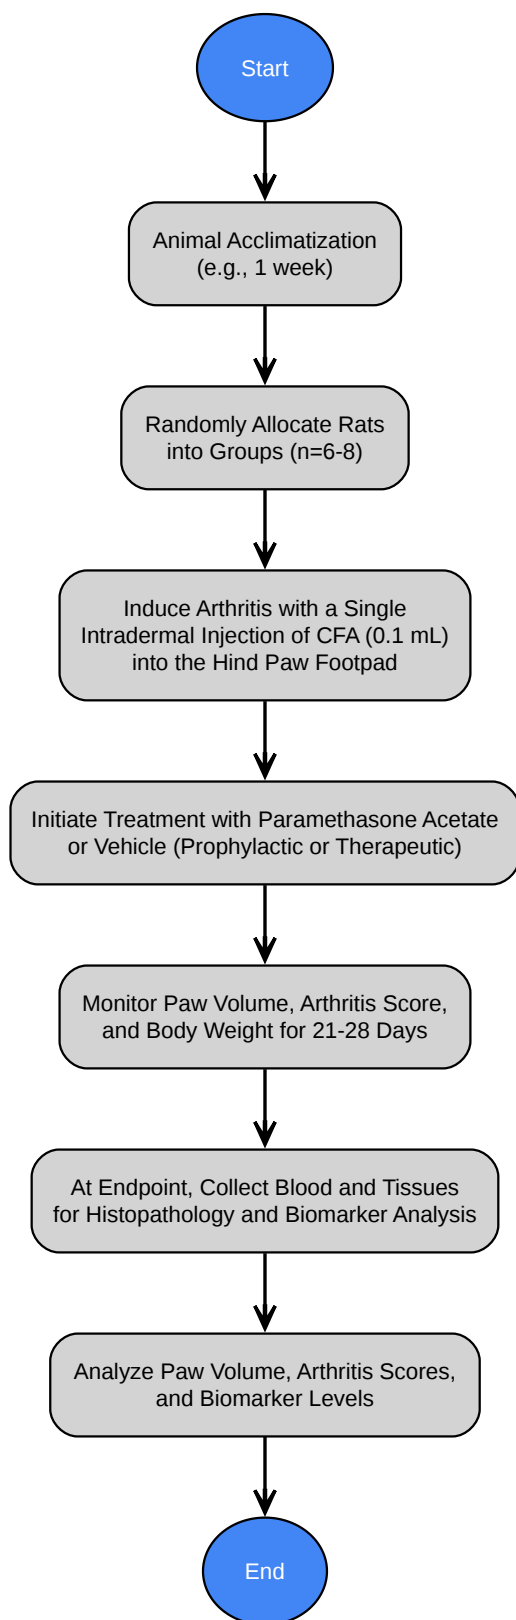 Start
Animal Acclimatization
(e.g., 1 week)
Randomly Allocate Rats
into Groups (n=6-8)
Induce Arthritis with a Single
Intradermal Injection of CFA (0.1 mL)
into the Hind Paw Footpad
Initiate Treatment with Paramethasone Acetate
or Vehicle (Prophylactic or Therapeutic)
Monitor Paw Volume, Arthritis Score,
and Body Weight for 21-28 Days
At Endpoint, Collect Blood and Tissues
for Histopathology and Biomarker Analysis
Analyze Paw Volume, Arthritis Scores,
and Biomarker Levels
End